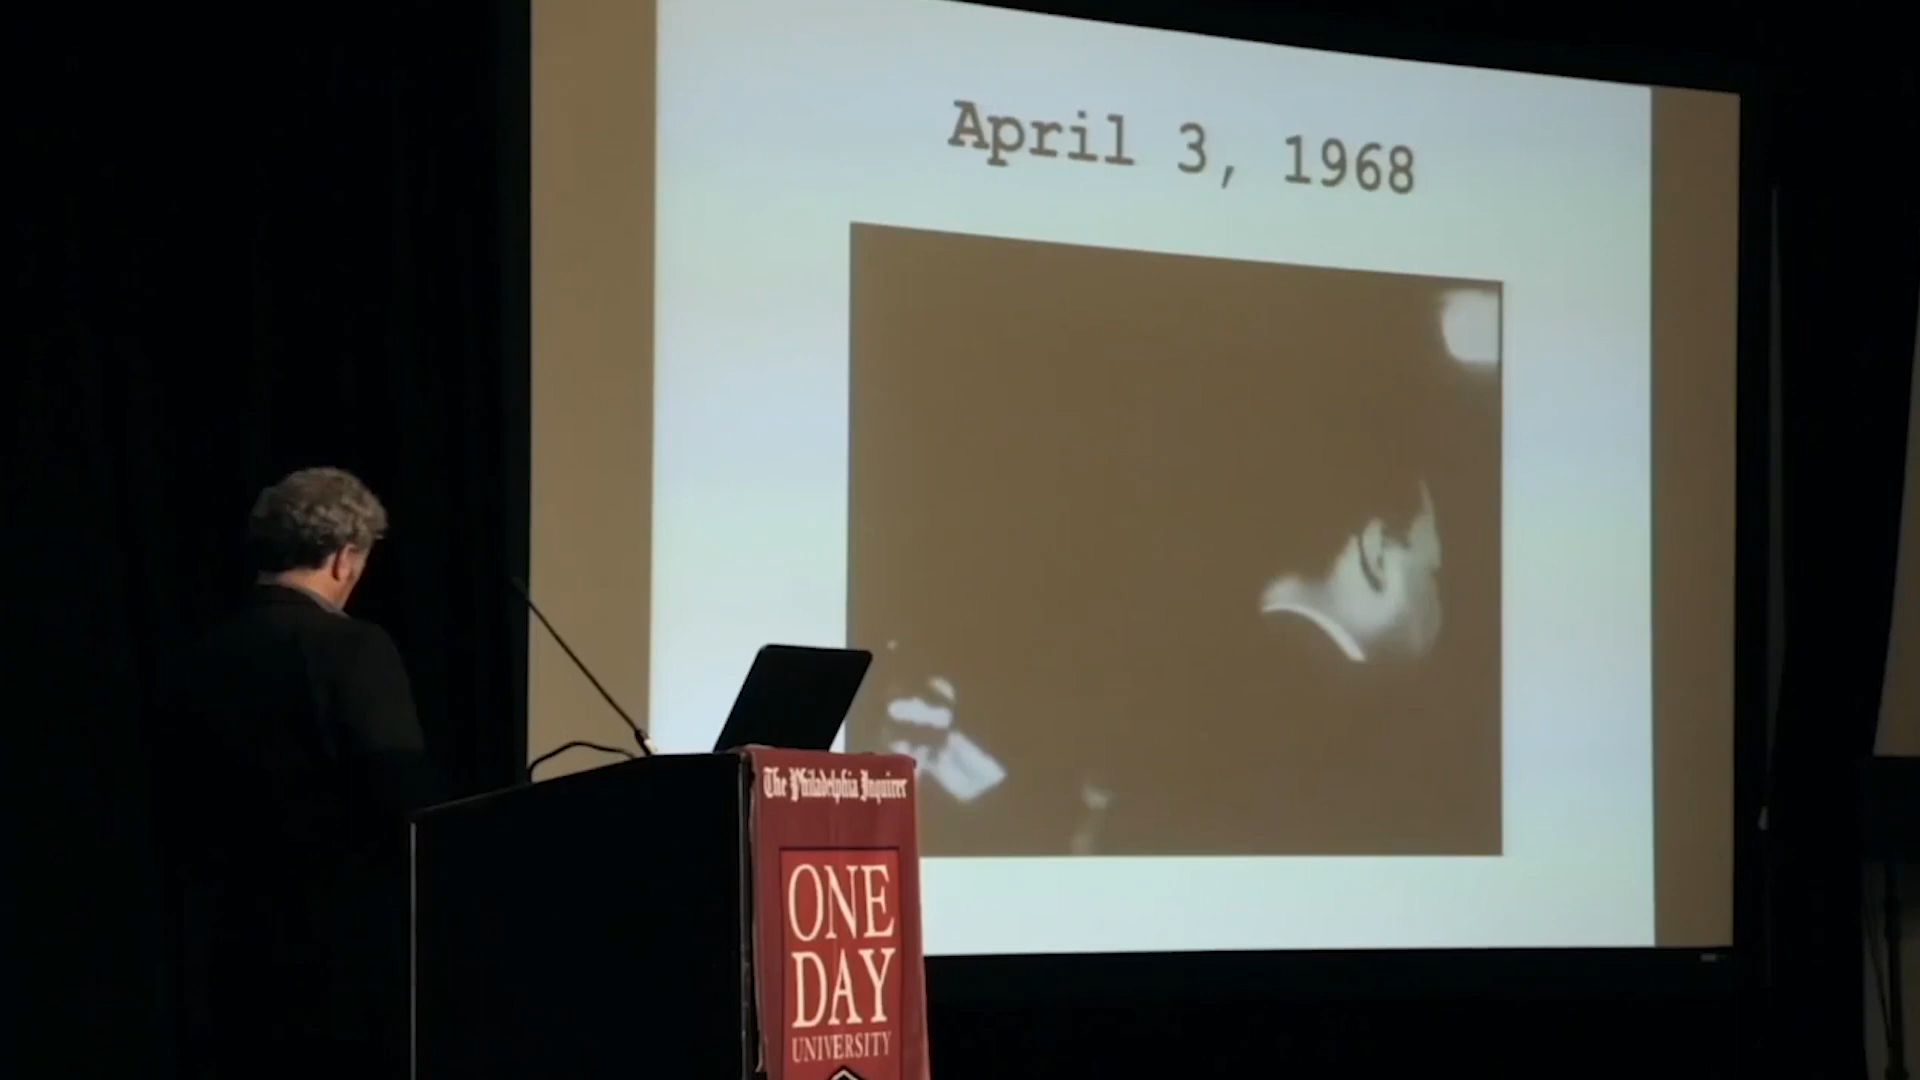 April 3, 1968
The Philadelphia Inquirer
ONE
DAY
UNIVERSITY